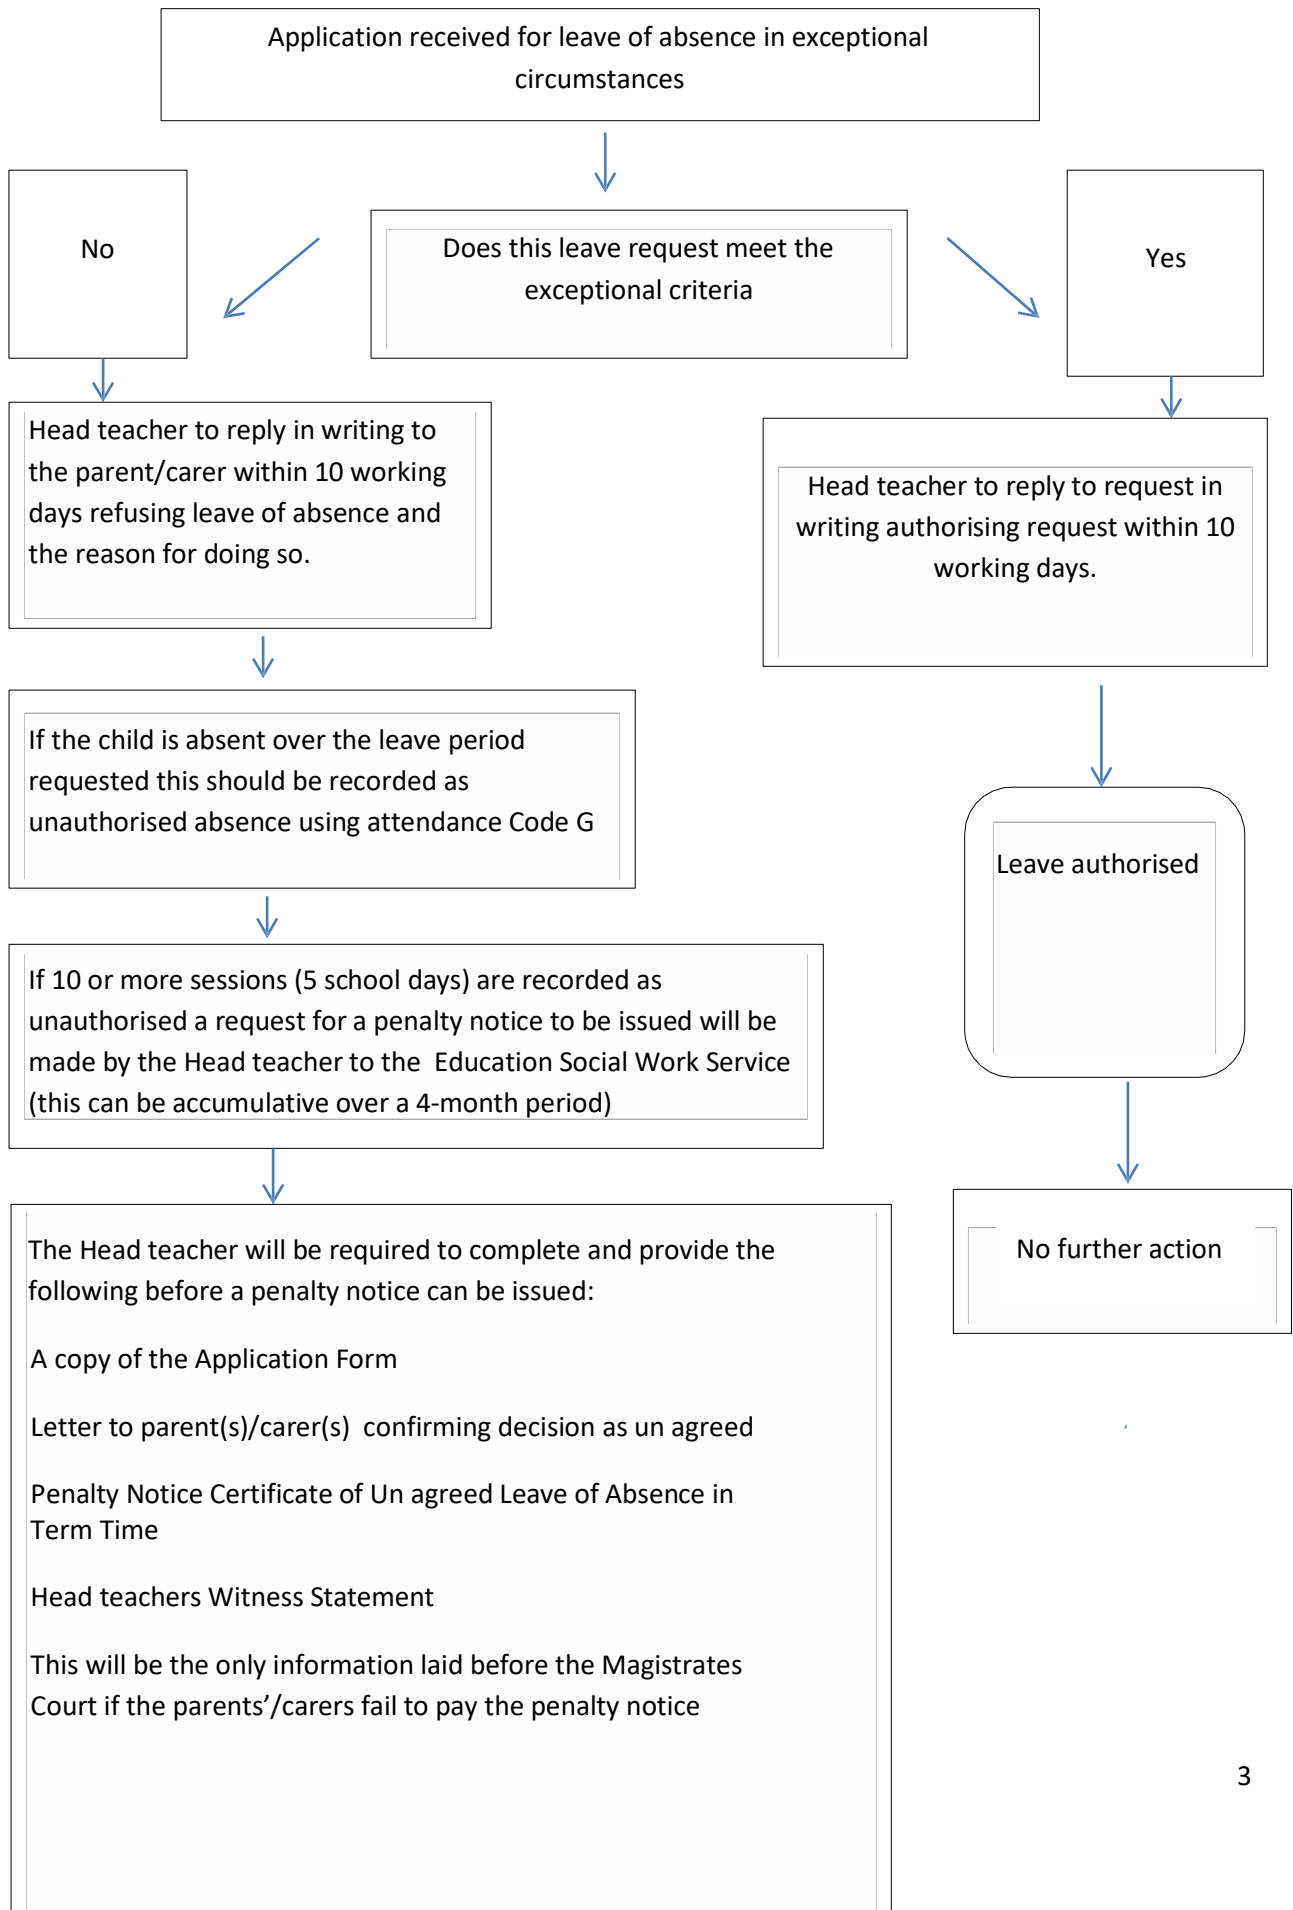 Application received for leave of absence in exceptional
circumstances
No
Does this leave request meet the
exceptional criteria
Yes
Head teacher to reply in writing to
the parent/carer within 10 working
days refusing leave of absence and
the reason for doing so.
Head teacher to reply to request in
writing authorising request within 10
working days.
If the child is absent over the leave period
requested this should be recorded as
unauthorised absence using attendance Code G
Leave authorised
If 10 or more sessions (5 school days) are recorded as
unauthorised a request for a penalty notice to be issued will be
made by the Head teacher to the  Education Social Work Service
(this can be accumulative over a 4-month period)
No further action
The Head teacher will be required to complete and provide the
following before a penalty notice can be issued:
A copy of the Application Form
Letter to parent(s)/carer(s)  confirming decision as un agreed
Penalty Notice Certificate of Un agreed Leave of Absence in
Term Time
Head teachers Witness Statement
This will be the only information laid before the Magistrates
Court if the parents’/carers fail to pay the penalty notice
3